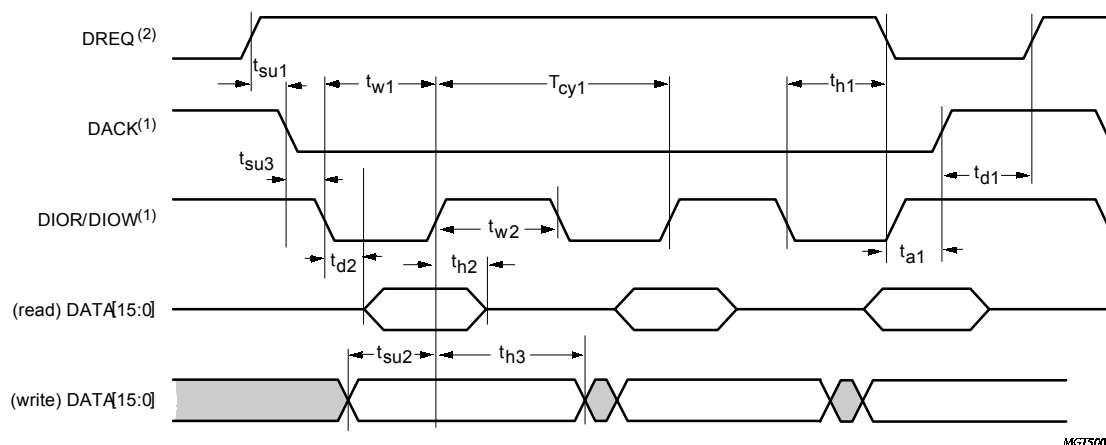 DREQ(2)
tsu1
tw1
Tcy1
th1
DACK(1)
tsu3
td1
DIOR/DIOW(1)
tw2
td2
th2
ta1
(read) DATA[15:0]
tsu2
th3
(write) DATA[15:0]
MGT500